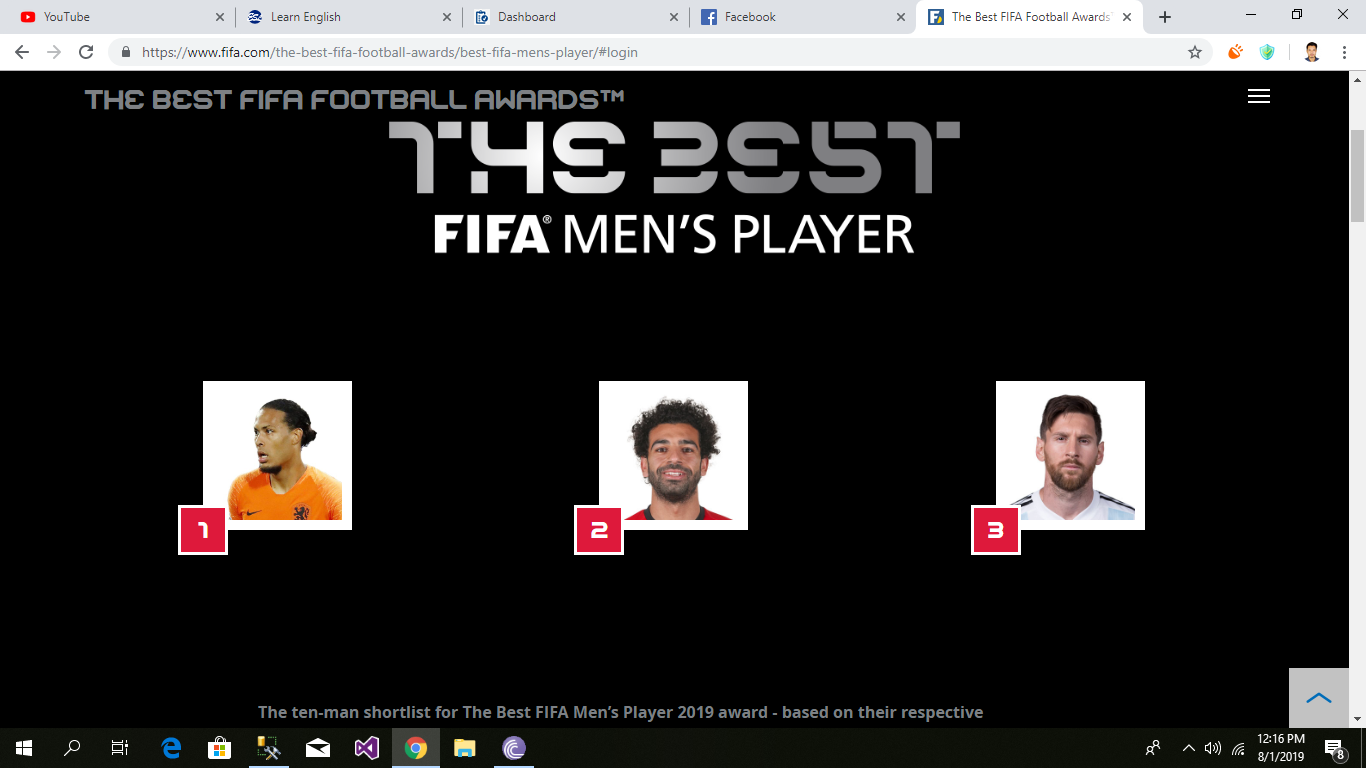 YouTube
Learn English
Dashboard
Facebook
The Best FIFA Football Awards™
https://www.fifa.com/the-best-fifa-football-awards/best-fifa-mens-player/#login
THE BEST FIFA FOOTBALL AWARDS™
THE BEST
FIFA® MEN'S PLAYER
1
2
3
The ten-man shortlist for The Best FIFA Men’s Player 2019 award - based on their respective
12:16 PM
8/1/2019
8